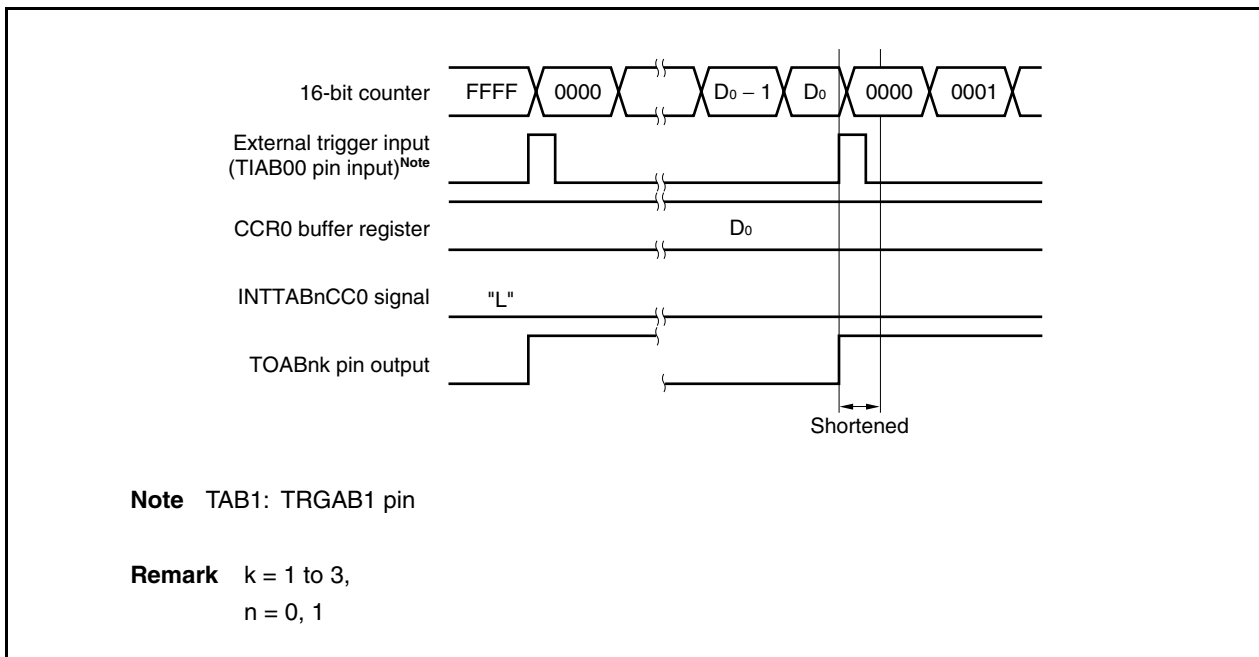 16-bit counter FFFF 0000 D0 − 1 D0 0000 0001
External trigger input
(TIAB00 pin input)Note
CCR0 buffer register D0
INTTABnCC0 signal "L"
TOABnk pin output
Shortened
Note TAB1: TRGAB1 pin
Remark k = 1 to 3,
n = 0, 1